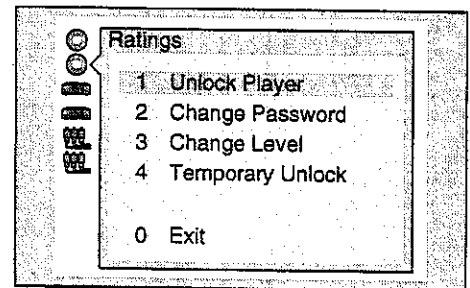 Ratings
1 Unlock Player
2 Change Password
3 Change Level
4 Temporary Unlock
0 Exit